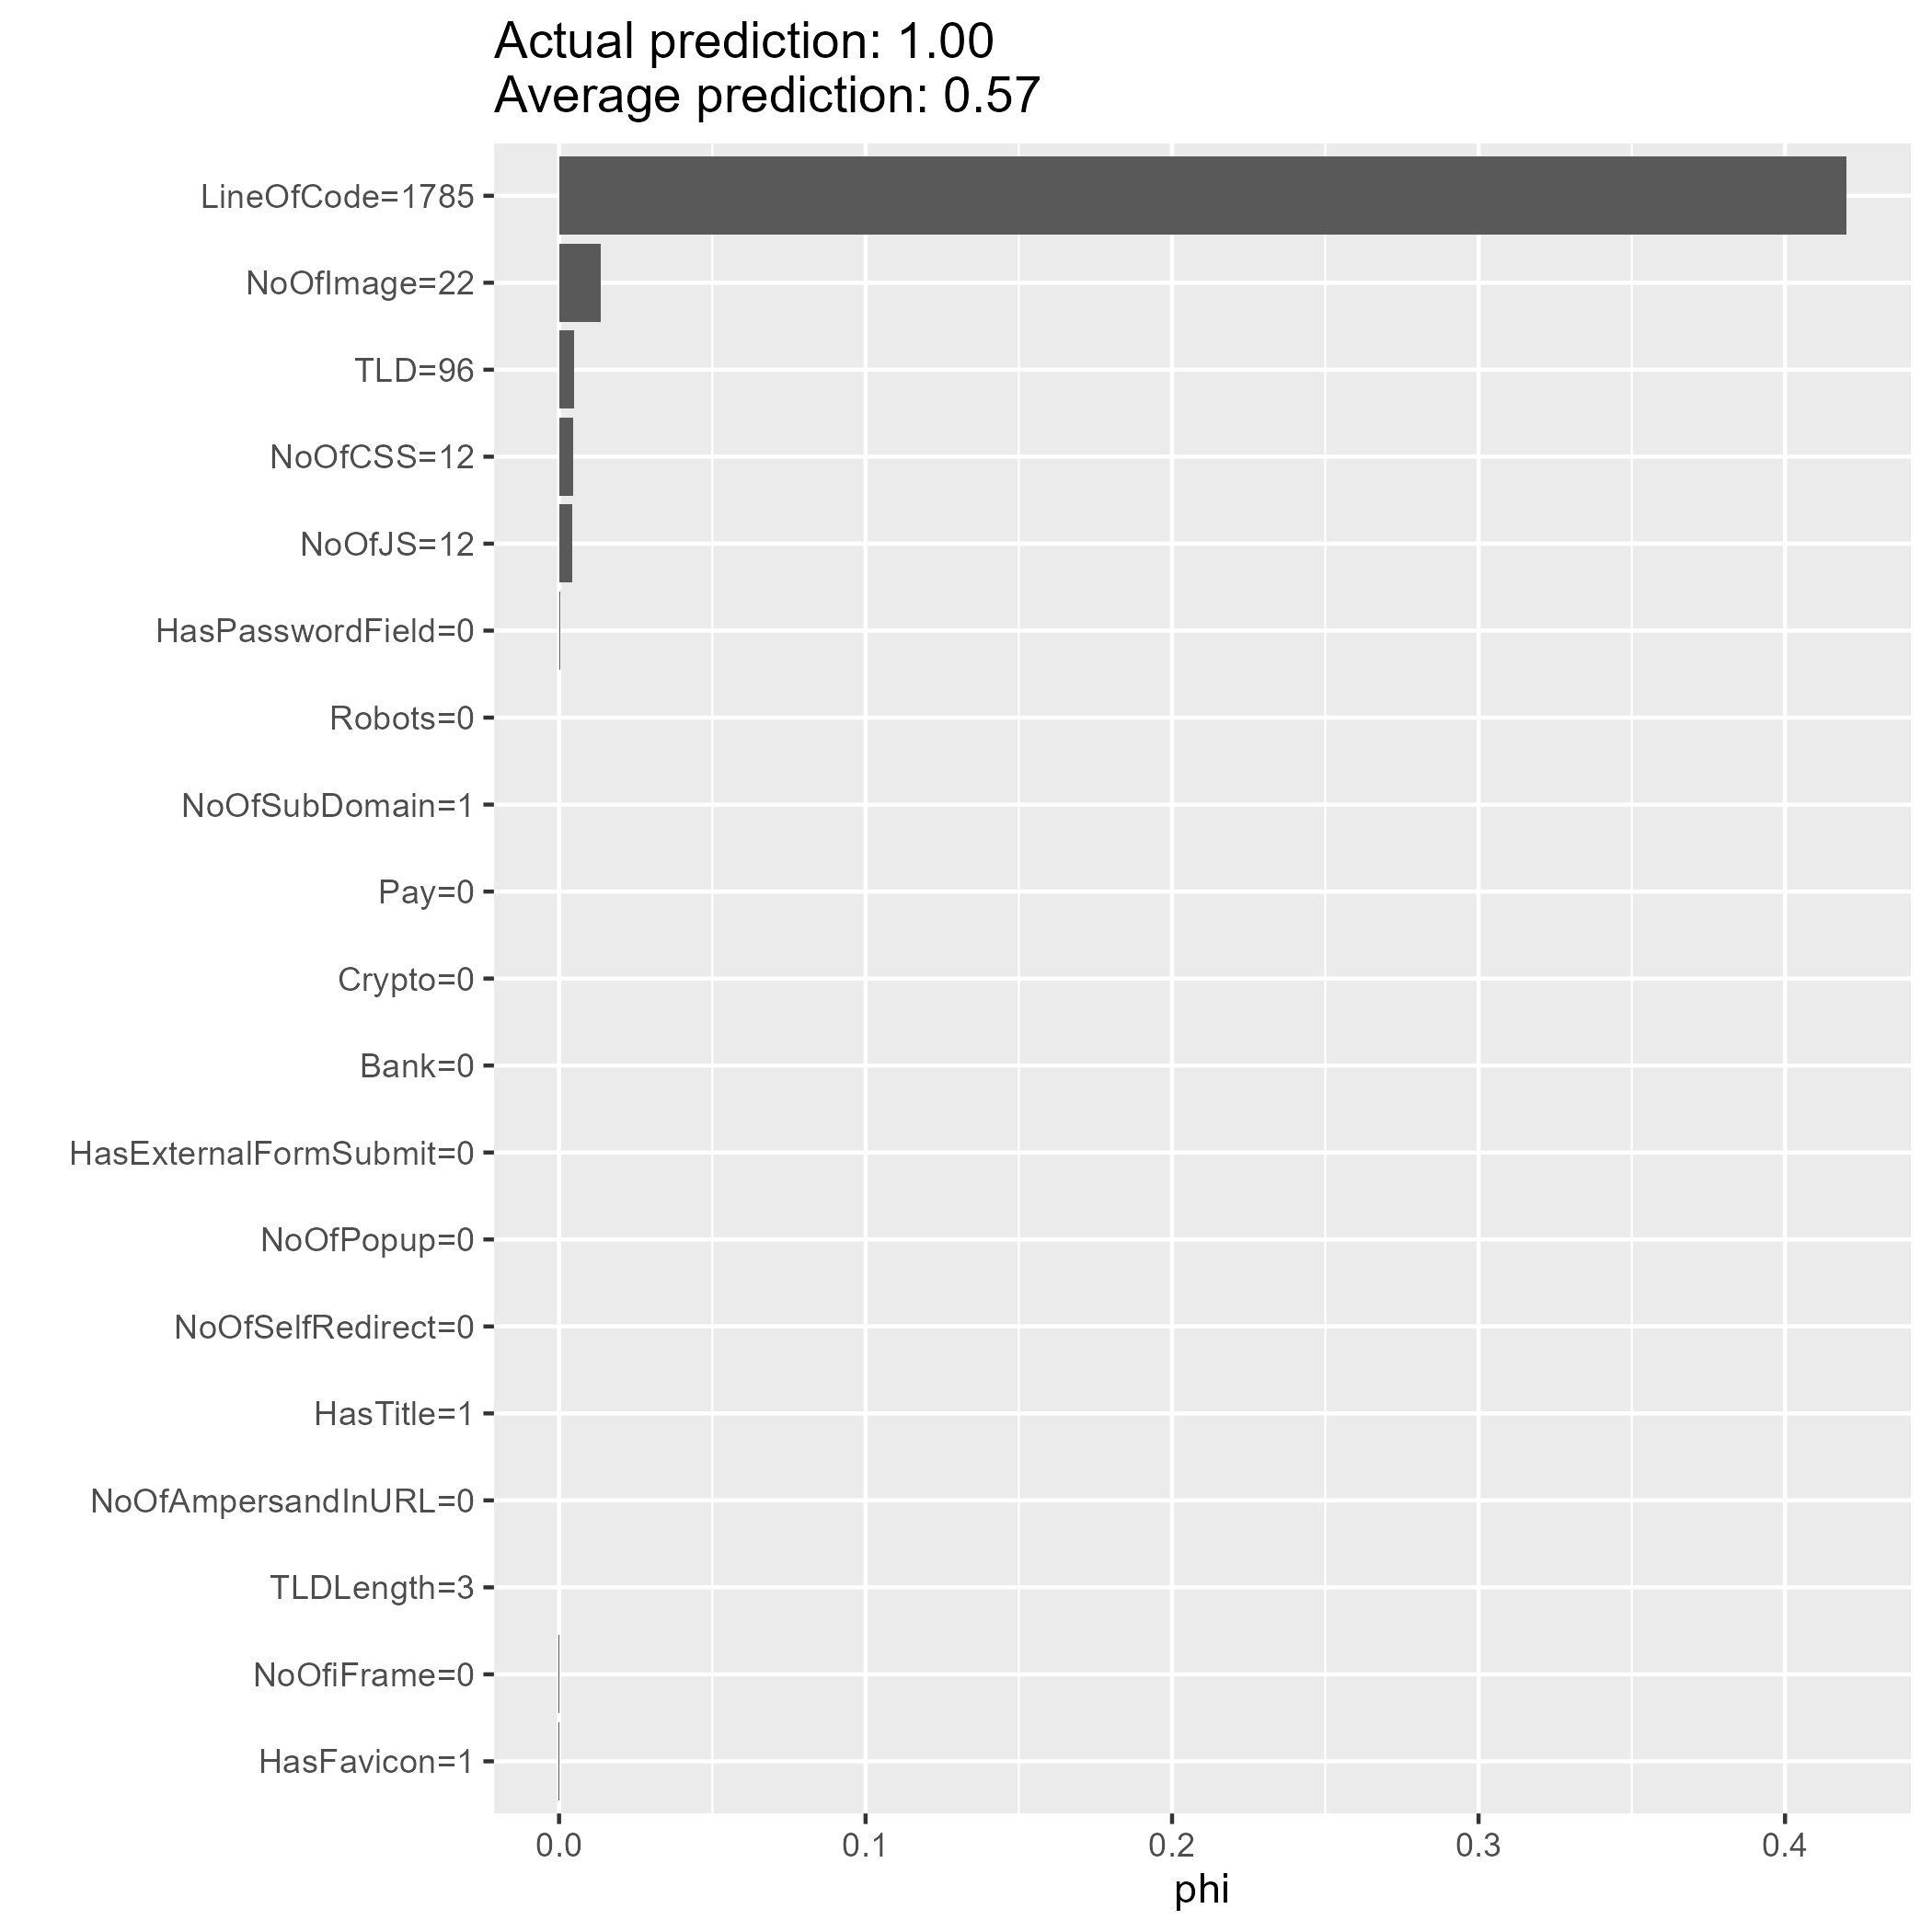 Actual prediction: 1.00
Average prediction: 0.57
LineOfCode=1785
NoOfImage=22
TLD=96
NoOfCSS=12
NoOfJS=12
HasPasswordField=0
Robots=0
NoOfSubDomain=1
Pay=0
Crypto=0
Bank=0
HasExternalFormSubmit=0
NoOfPopup=0
NoOfSelfRedirect=0
HasTitle=1
NoOfAmpersandInURL=0
TLDLength=3
NoOfiFrame=0
HasFavicon=1
0.0 0.1 0.2 0.3 0.4
phi